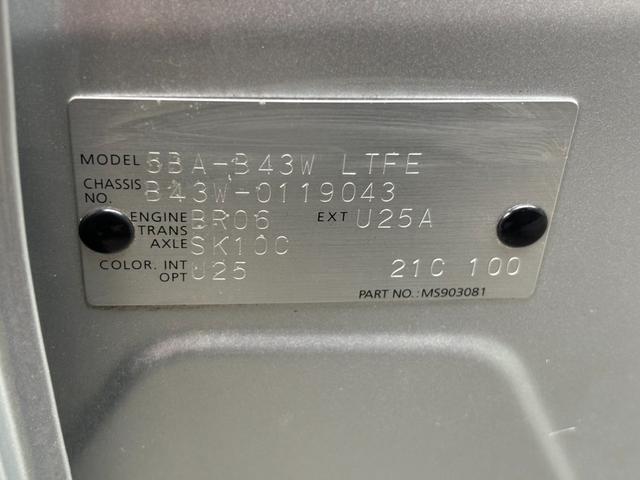 MODEL 5BA-B43W LTFE
CHASSIS NO. B43W-0119043
ENGINE BR06 EXT U25A
TRANS AXLE SK10C
COLOR. INT OPT U25 21C 100
PART NO.: MS903081